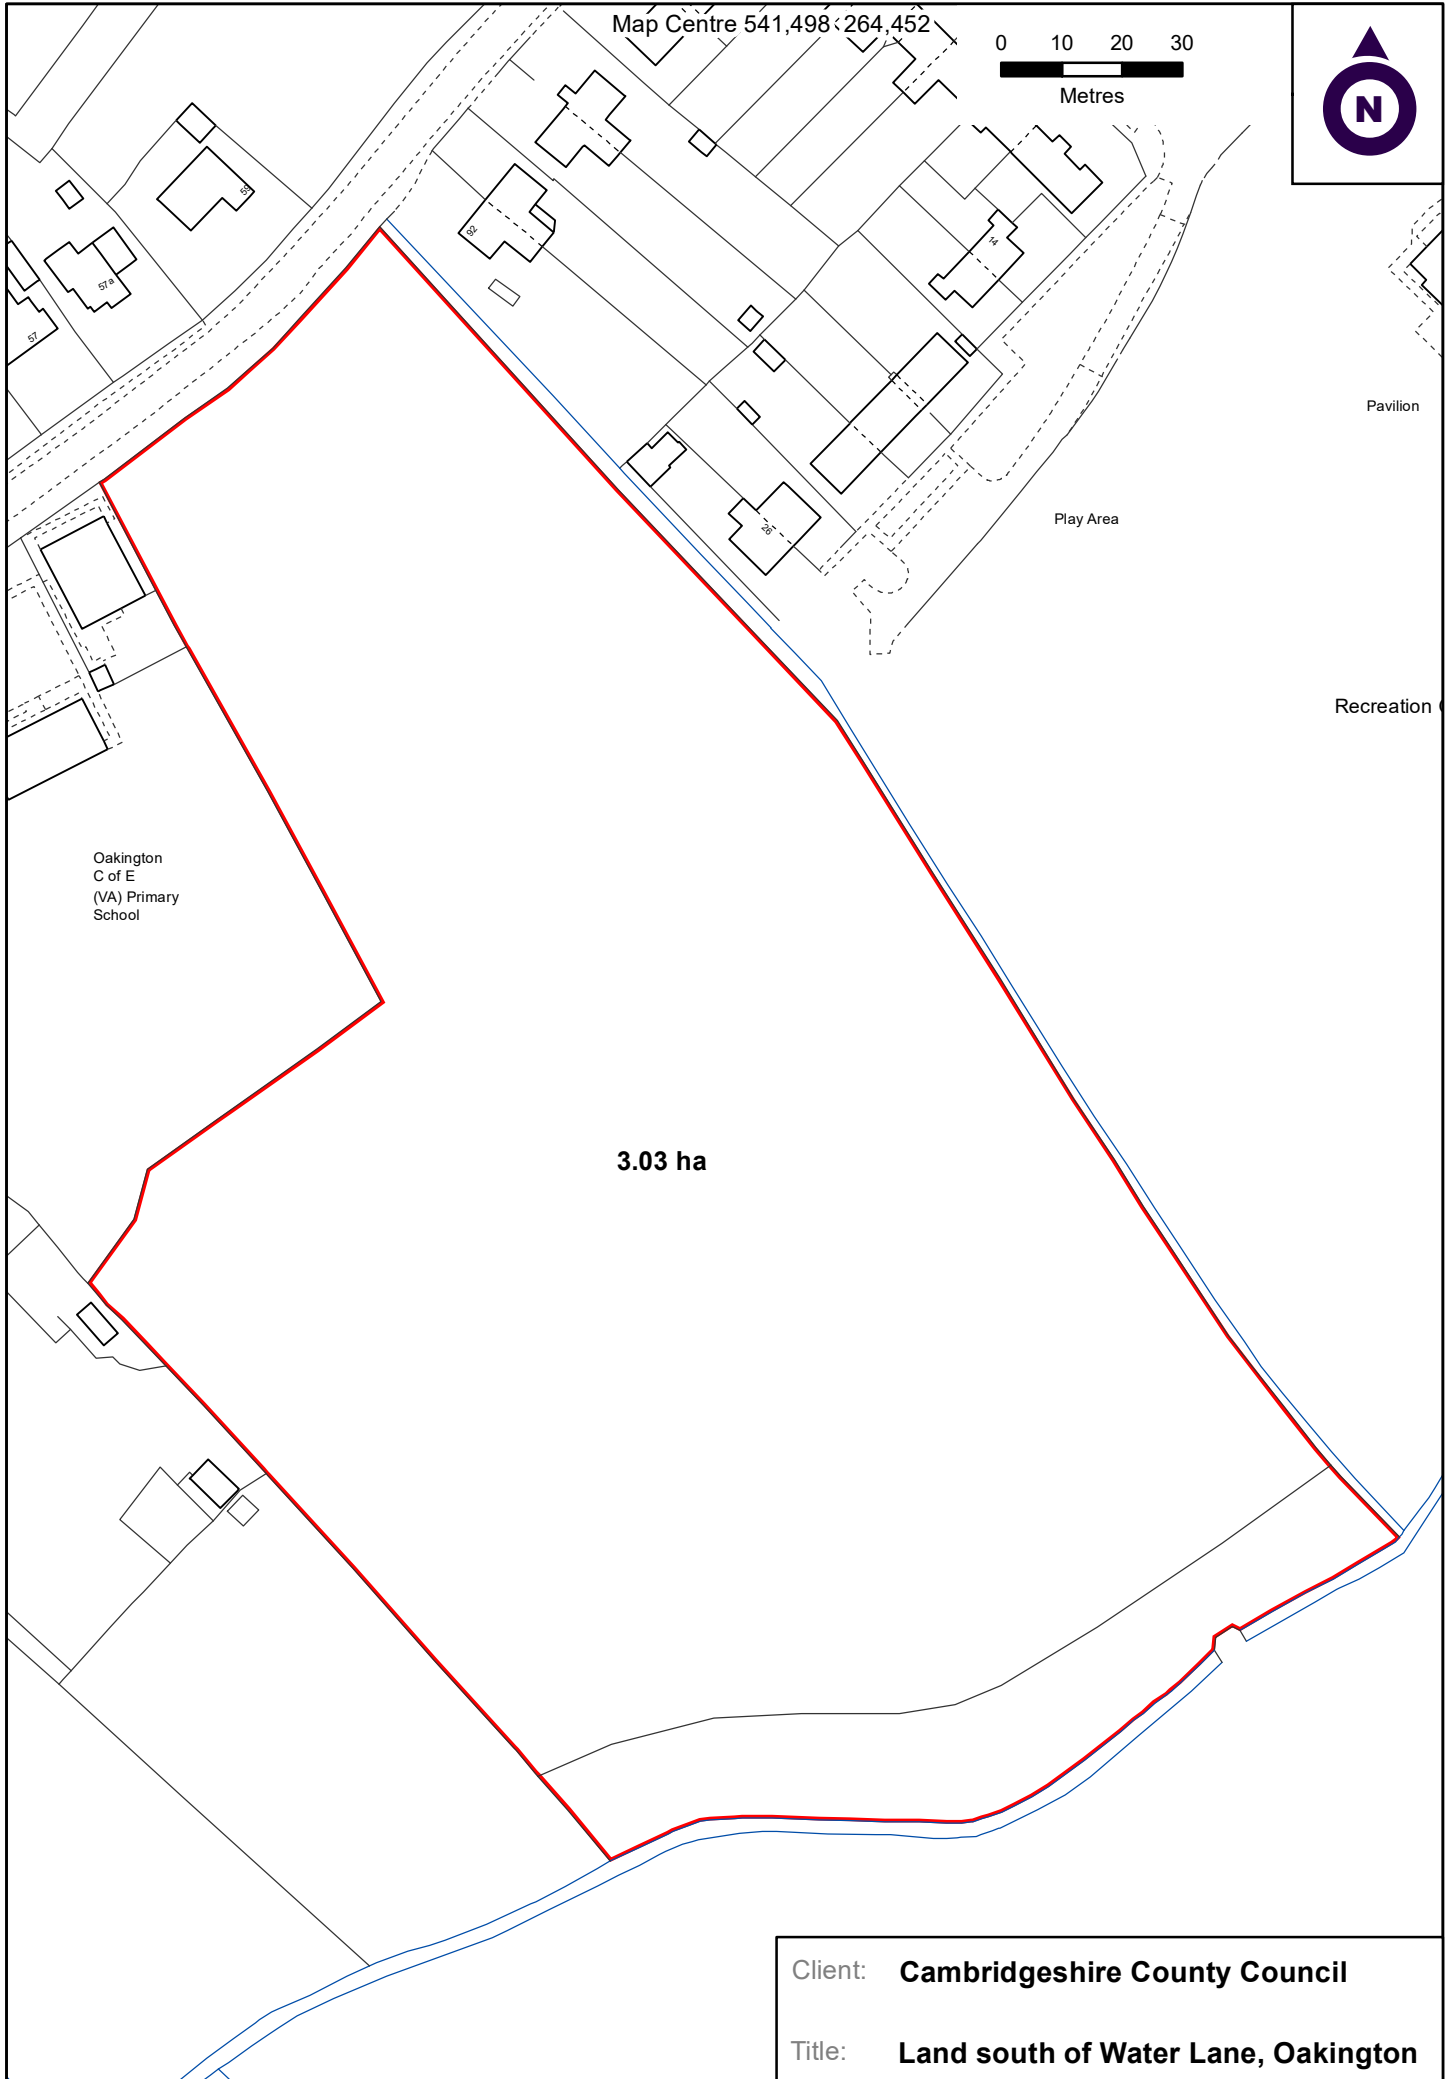 Map Centre 541,498 264,452
0 10 20 30
Metres
N
59
57a
57
92
14
26
Pavilion
Play Area
Recreation
Oakington
C of E
(VA) Primary
School
3.03 ha
Client: Cambridgeshire County Council
Title: Land south of Water Lane, Oakington